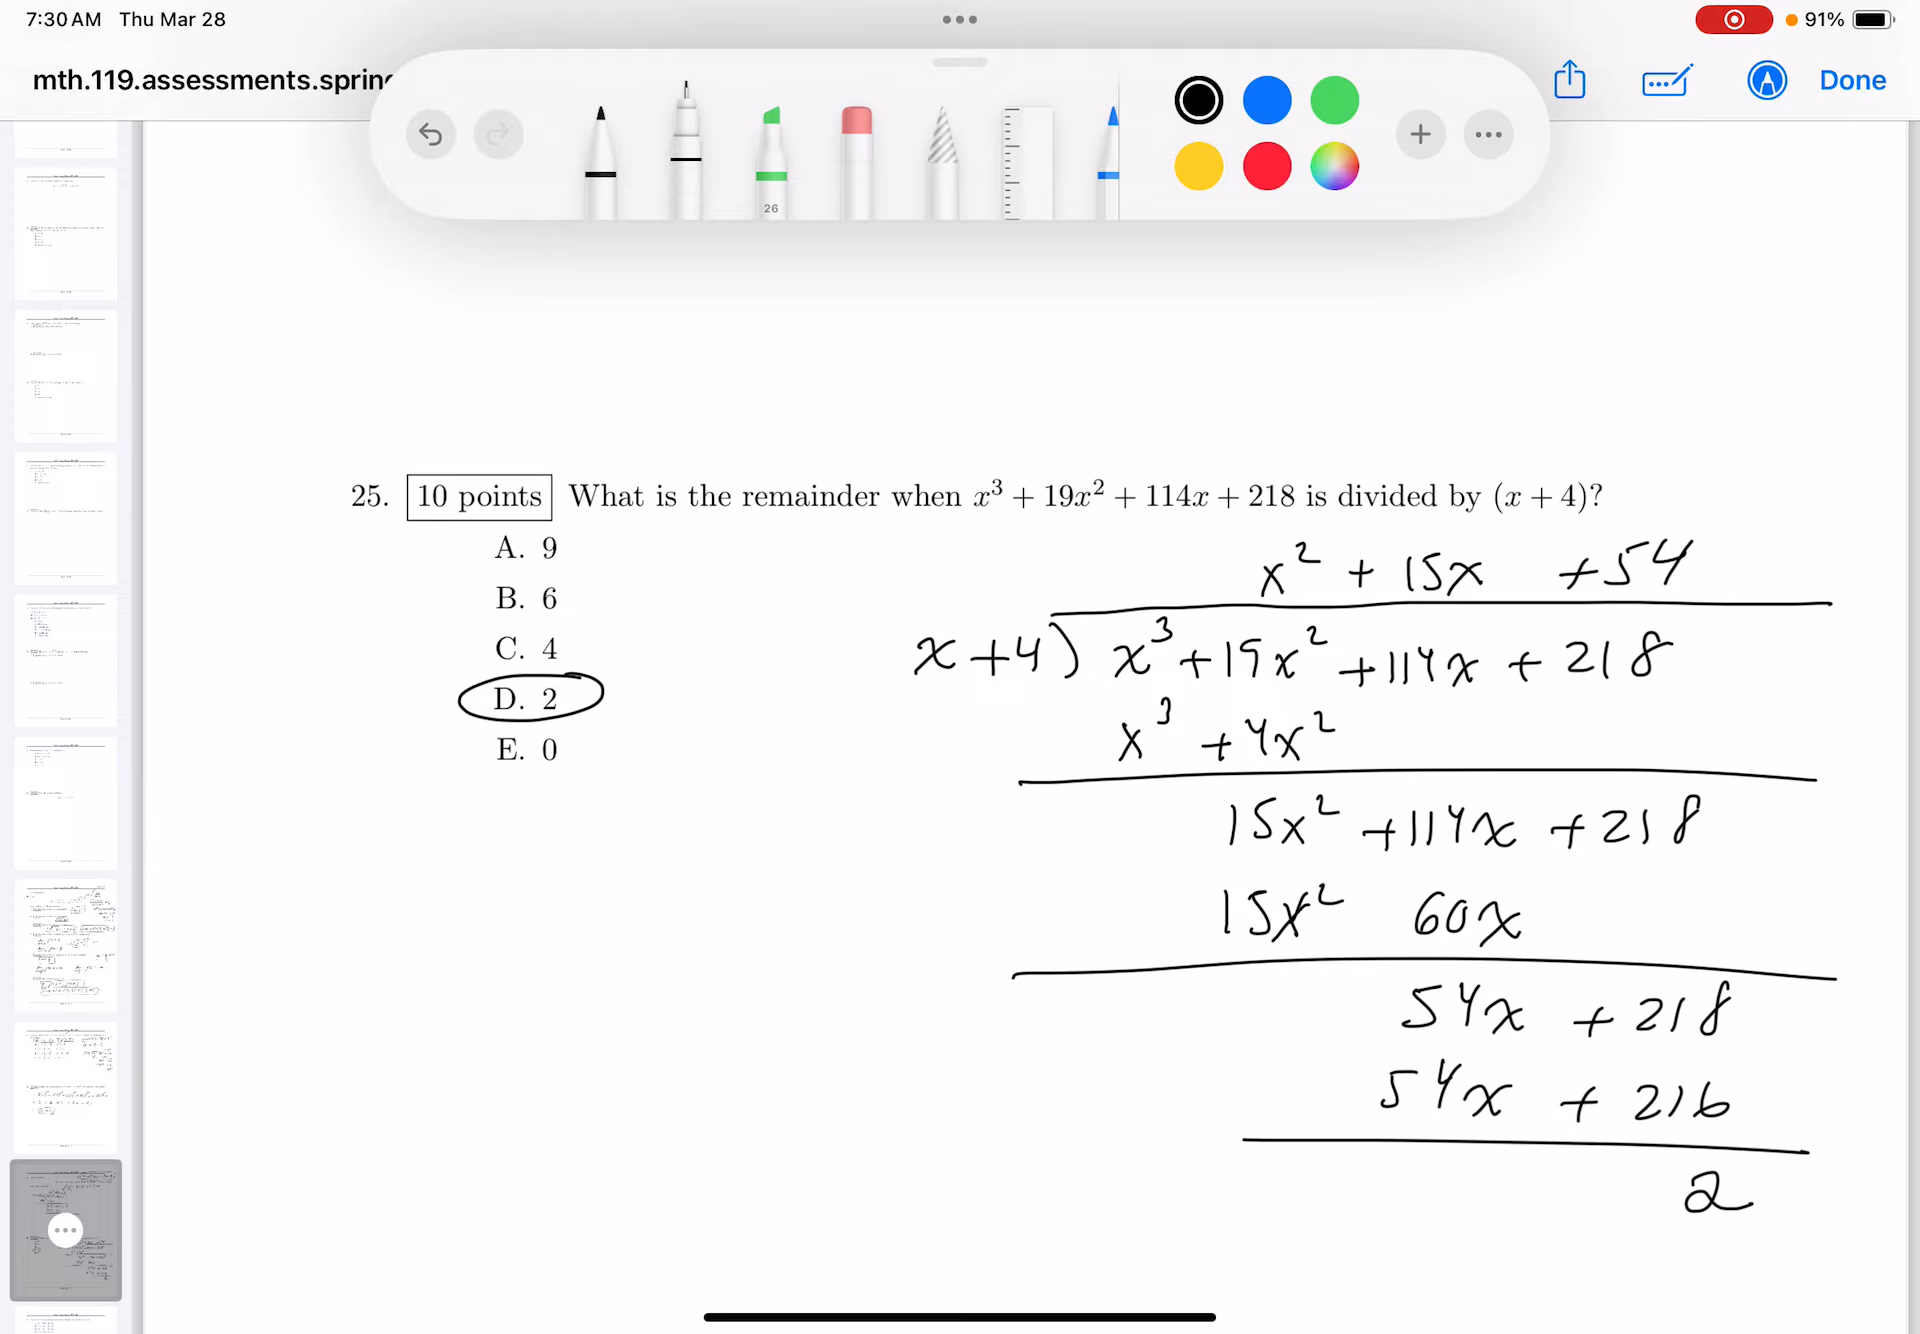 7:30 AM Thu Mar 28
91%
mth.119.assessments.spring
Done
26
25. 10 points What is the remainder when x³ + 19x² + 114x + 218 is divided by (x + 4)?
A. 9
B. 6
C. 4
D. 2
E. 0
x² + 15x + 54
x + 4 ) x³ + 19x² + 114x + 218
x³ + 4x²
15x² + 114x + 218
15x² 60x
54x + 218
54x + 216
2